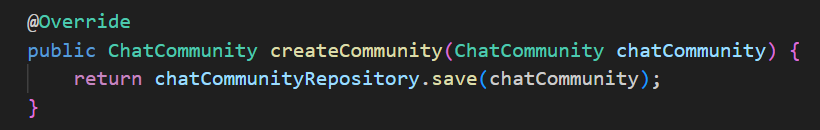 @Override
public ChatCommunity createCommunity(ChatCommunity chatCommunity) {
    return chatCommunityRepository.save(chatCommunity);
}